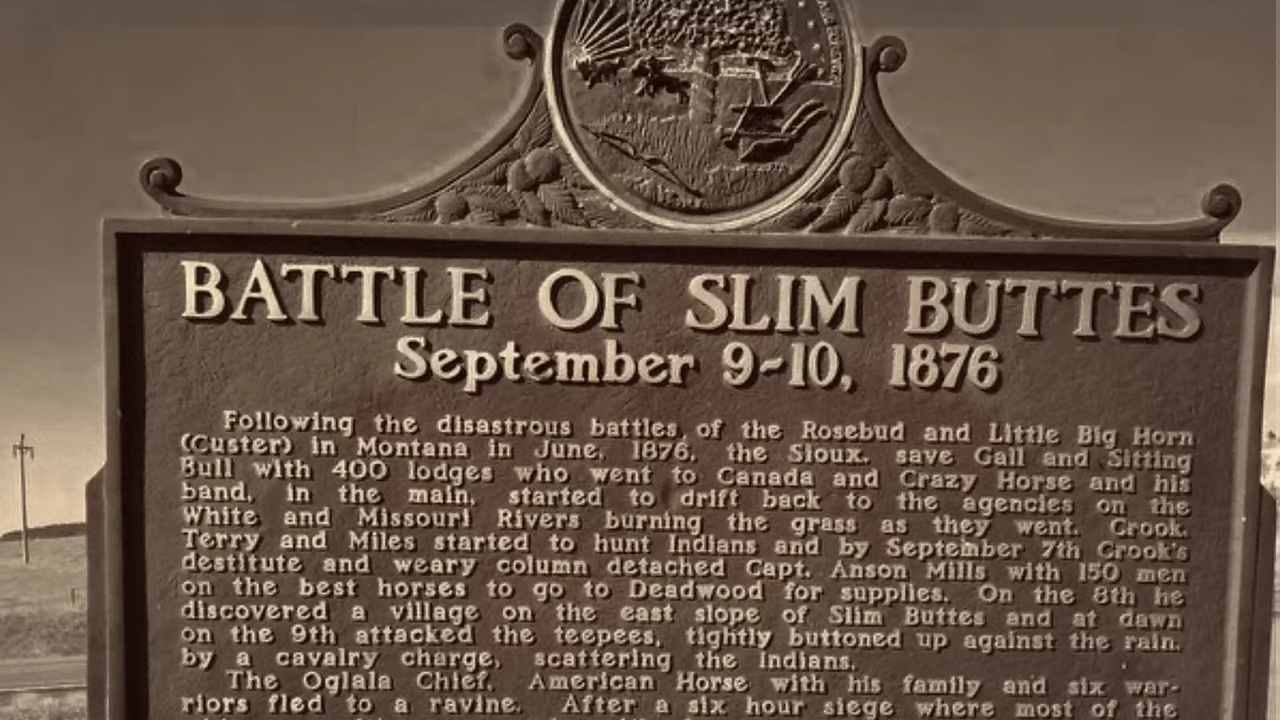 BATTLE OF SLIM BUTTES
September 9-10, 1876
Following the disastrous battles of the Rosebud and Little Big Horn
(Custer) in Montana in June, 1876, the Sioux, save Gall and Sitting
Bull with 400 lodges who went to Canada and Crazy Horse and his
band, in the main, started to drift back to the agencies on the
White and Missouri Rivers burning the grass as they went. Crook,
Terry and Miles started to hunt Indians and by September 7th Crook's
destitute and weary column detached Capt. Anson Mills with 150 men
on the best horses to go to Deadwood for supplies. On the 8th he
discovered a village on the east slope of Slim Buttes and at dawn
on the 9th attacked the teepees, tightly buttoned up against the rain,
by a cavalry charge, scattering the Indians.
The Oglala Chief, American Horse with his family and six war-
riors fled to a ravine. After a six hour siege where most of the